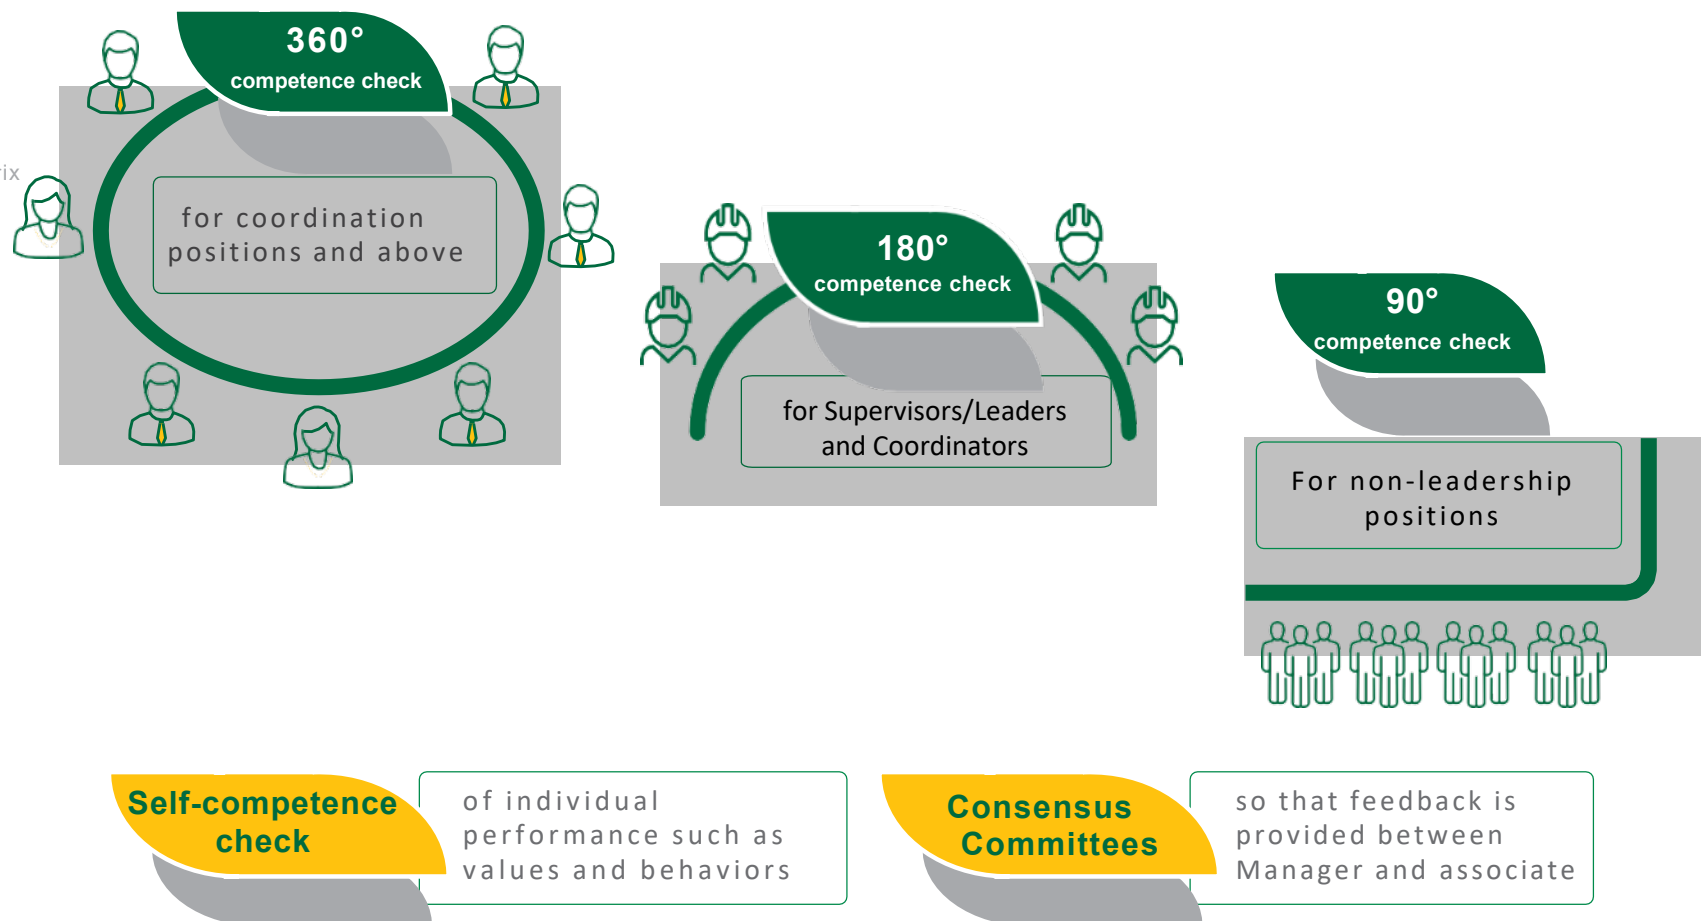 360°
competence check
for coordination
positions and above
180°
competence check
for Supervisors/Leaders
and Coordinators
90°
competence check
For non-leadership
positions
Self-competence
check
of individual
performance such as
values and behaviors
Consensus
Committees
so that feedback is
provided between
Manager and associate